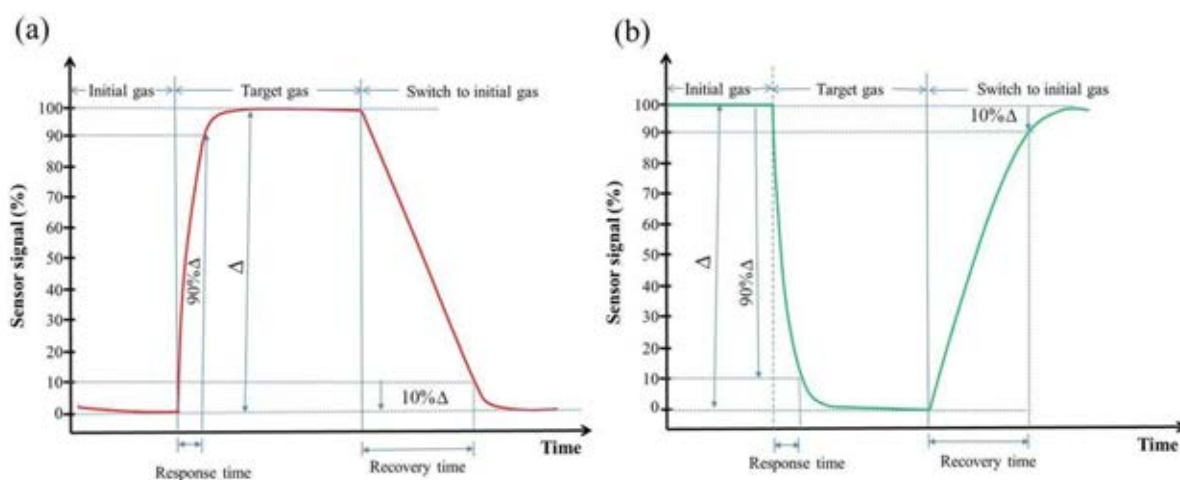 (a)
Initial gas
Target gas
Switch to initial gas
100
90
80
70
60
50
40
30
20
10
0
Sensor signal (%)
90%Δ
Δ
10%Δ
Time
Response time
Recovery time
(b)
Initial gas
Target gas
Switch to initial gas
100
90
80
70
60
50
40
30
20
10
0
Sensor signal (%)
Δ
90%Δ
10%Δ
Time
Response time
Recovery time